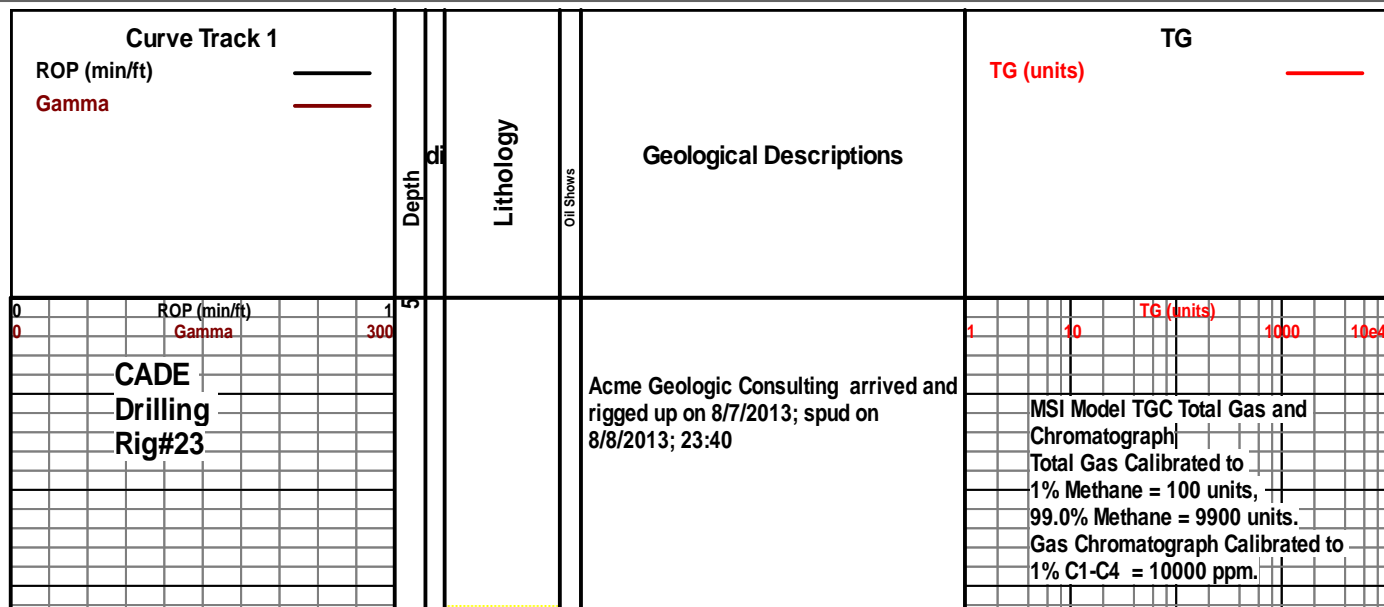 Curve Track 1
ROP (min/ft)
Gamma
Depth
di
Lithology
Oil Shows
Geological Descriptions
TG
TG (units)
0 ROP (min/ft) 1
0 Gamma 300
5
TG (units)
1 10 1000 10e4
CADE
Drilling
Rig#23
Acme Geologic Consulting arrived and
rigged up on 8/7/2013; spud on
8/8/2013; 23:40
MSI Model TGC Total Gas and
Chromatograph
Total Gas Calibrated to
1% Methane = 100 units,
99.0% Methane = 9900 units.
Gas Chromatograph Calibrated to
1% C1-C4 = 10000 ppm.